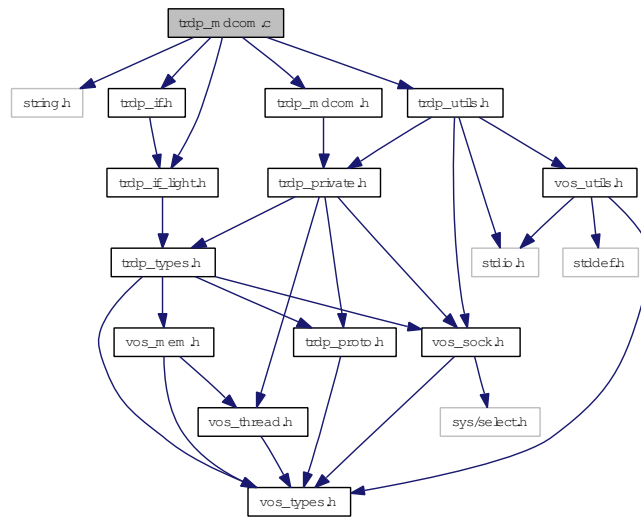 trdp_mdcom.c
string.h
trdp_if.h
trdp_mdcom.h
trdp_utils.h
trdp_if_light.h
trdp_private.h
vos_utils.h
trdp_types.h
stdio.h
stddef.h
vos_mem.h
trdp_proto.h
vos_sock.h
vos_thread.h
sys/select.h
vos_types.h